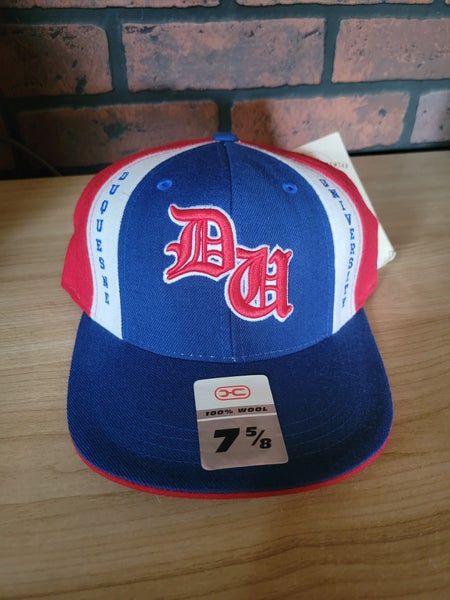 DUQUESNE
DU
UNIVERSITY
100% WOOL
7 5/8